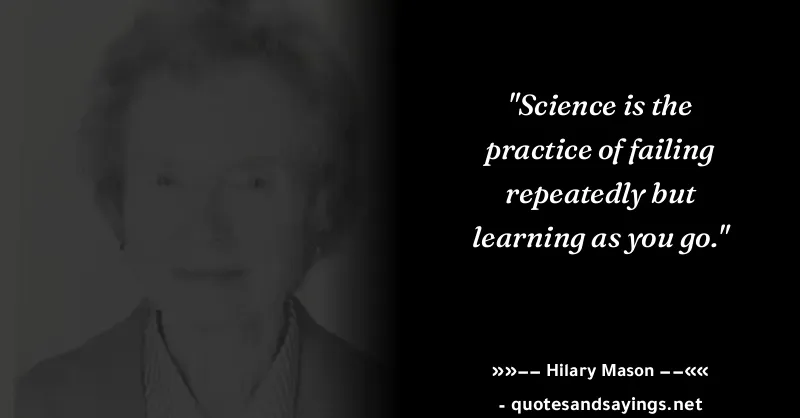 "Science is the
practice of failing
repeatedly but
learning as you go."
»»–– Hilary Mason ––««
- quotesandsayings.net